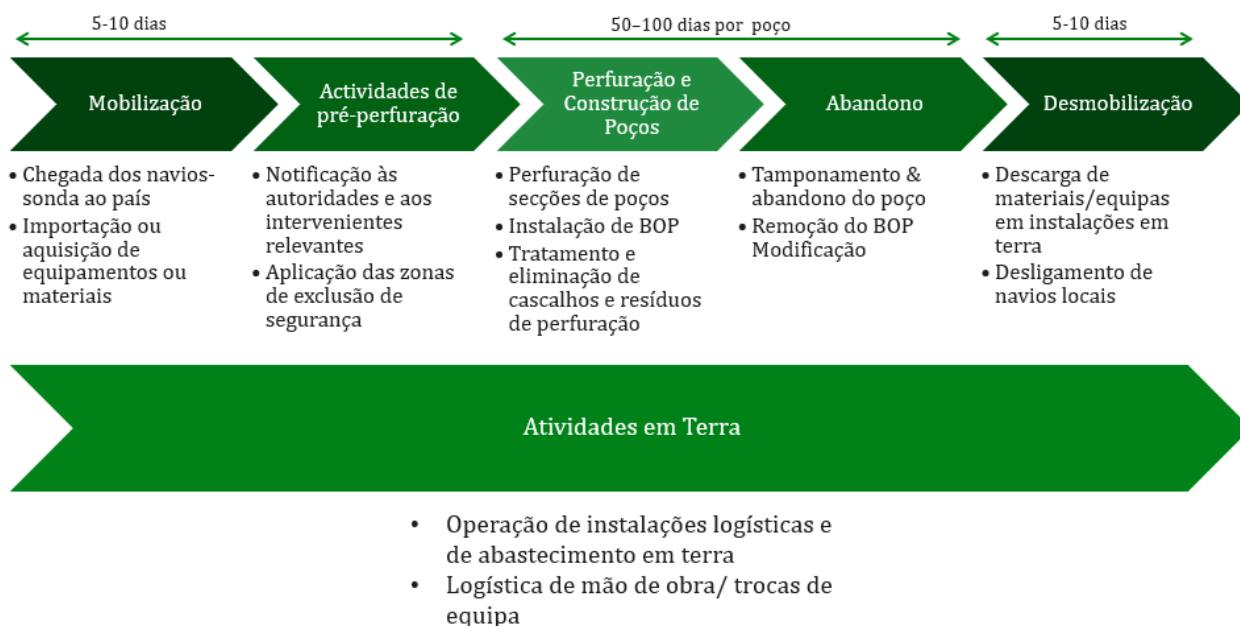 5-10 dias
50–100 dias por poço
5-10 dias
Mobilização
Actividades de
pré-perfuração
Perfuração e
Construção de
Poços
Abandono
Desmobilização
• Chegada dos navios-
sonda ao país
• Importação ou
aquisição de
equipamentos ou
materiais
• Notificação às
autoridades e aos
intervenientes
relevantes
• Aplicação das zonas
de exclusão de
segurança
• Perfuração de
secções de poços
• Instalação de BOP
• Tratamento e
eliminação de
cascalhos e resíduos
de perfuração
• Tamponamento &
abandono do poço
• Remoção do BOP
Modificação
• Descarga de
materiais/equipas
em instalações em
terra
• Desligamento de
navios locais
Atividades em Terra
• Operação de instalações logísticas e
de abastecimento em terra
• Logística de mão de obra/ trocas de
equipa